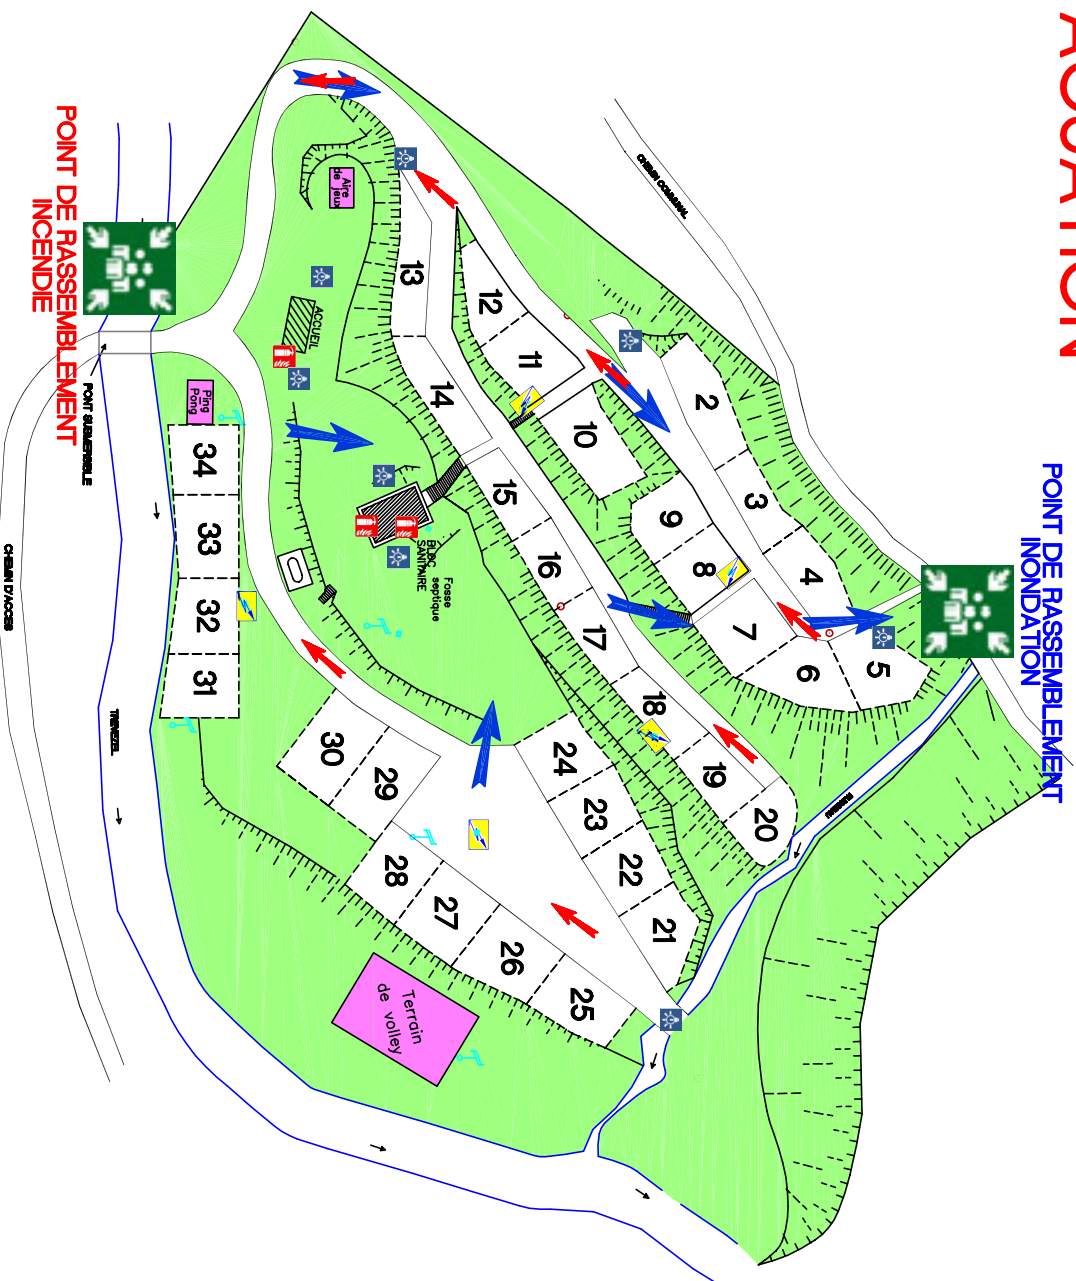 ACUATION
POINT DE RASSEMBLEMENT
INONDATION
POINT DE RASSEMBLEMENT
INCENDIE
CHEMIN COMMUNAL
RUISSEAU
5
4
6
3
7
2
20
19
8
9
18
17
10
16
24
23
22
21
11
15
12
14
13
25
26
27
28
29
30
Fosse
septique
BLOC
SANITAIRE
Terrain
de volley
Aire
de jeux
ACCUEIL
Ping
Pong
34
33
32
31
PONT SUBMERSIBLE
CHEMIN D'ACCES